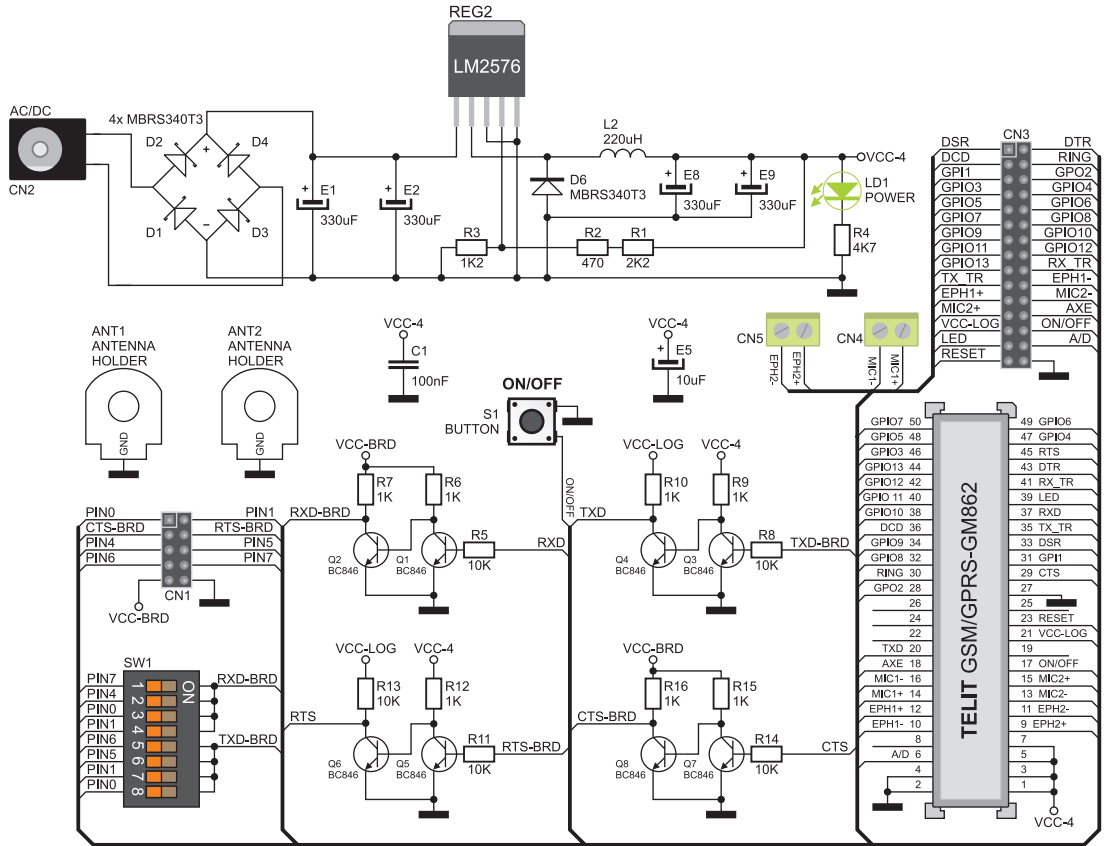 REG2
LM2576
AC/DC
CN2
4x MBRS340T3
D2
D4
D1
D3
+
−
+ E1
330uF
+ E2
330uF
L2
220uH
D6
MBRS340T3
+ E8
330uF
+ E9
330uF
VCC-4
LD1
POWER
R3
1K2
R2
470
R1
2K2
R4
4K7
CN3
DSR DTR
DCD RING
GPI1 GPO2
GPIO3 GPIO4
GPIO5 GPIO6
GPIO7 GPIO8
GPIO9 GPIO10
GPIO11 GPIO12
GPIO13 RX_TR
TX_TR EPH1-
EPH1+ MIC2-
MIC2+ AXE
VCC-LOG ON/OFF
LED A/D
RESET
ANT1
ANTENNA
HOLDER
GND
ANT2
ANTENNA
HOLDER
GND
VCC-4
C1
100nF
VCC-4
+ E5
10uF
CN5
EPH2-
EPH2+
CN4
MIC1-
MIC1+
ON/OFF
S1
BUTTON
ON/OFF
VCC-BRD
R7
1K
R6
1K
RXD-BRD
Q2
BC846
Q1
BC846
R5
10K
RXD
VCC-LOG
VCC-4
R10
1K
R9
1K
TXD
Q4
BC846
Q3
BC846
R8
10K
TXD-BRD
PIN0 PIN1
CTS-BRD RTS-BRD
PIN4 PIN5
PIN6 PIN7
CN1
VCC-BRD
SW1
ON
PIN7 1 RXD-BRD
PIN4 2
PIN0 3
PIN1 4
PIN6 5 TXD-BRD
PIN5 6
PIN1 7
PIN0 8
VCC-LOG
VCC-4
R13
10K
R12
1K
RTS
Q6
BC846
Q5
BC846
R11
10K
RTS-BRD
VCC-BRD
R16
1K
R15
1K
CTS-BRD
Q8
BC846
Q7
BC846
R14
10K
CTS
TELIT GSM/GPRS-GM862
GPIO7 50 49 GPIO6
GPIO5 48 47 GPIO4
GPIO3 46 45 RTS
GPIO13 44 43 DTR
GPIO12 42 41 RX_TR
GPIO 11 40 39 LED
GPIO10 38 37 RXD
DCD 36 35 TX_TR
GPIO9 34 33 DSR
GPIO8 32 31 GPI1
RING 30 29 CTS
GPO2 28 27
26 25
24 23 RESET
22 21 VCC-LOG
TXD 20 19
AXE 18 17 ON/OFF
MIC1- 16 15 MIC2+
MIC1+ 14 13 MIC2-
EPH1+ 12 11 EPH2-
EPH1- 10 9 EPH2+
8 7
A/D 6 5
4 3
2 1
VCC-4